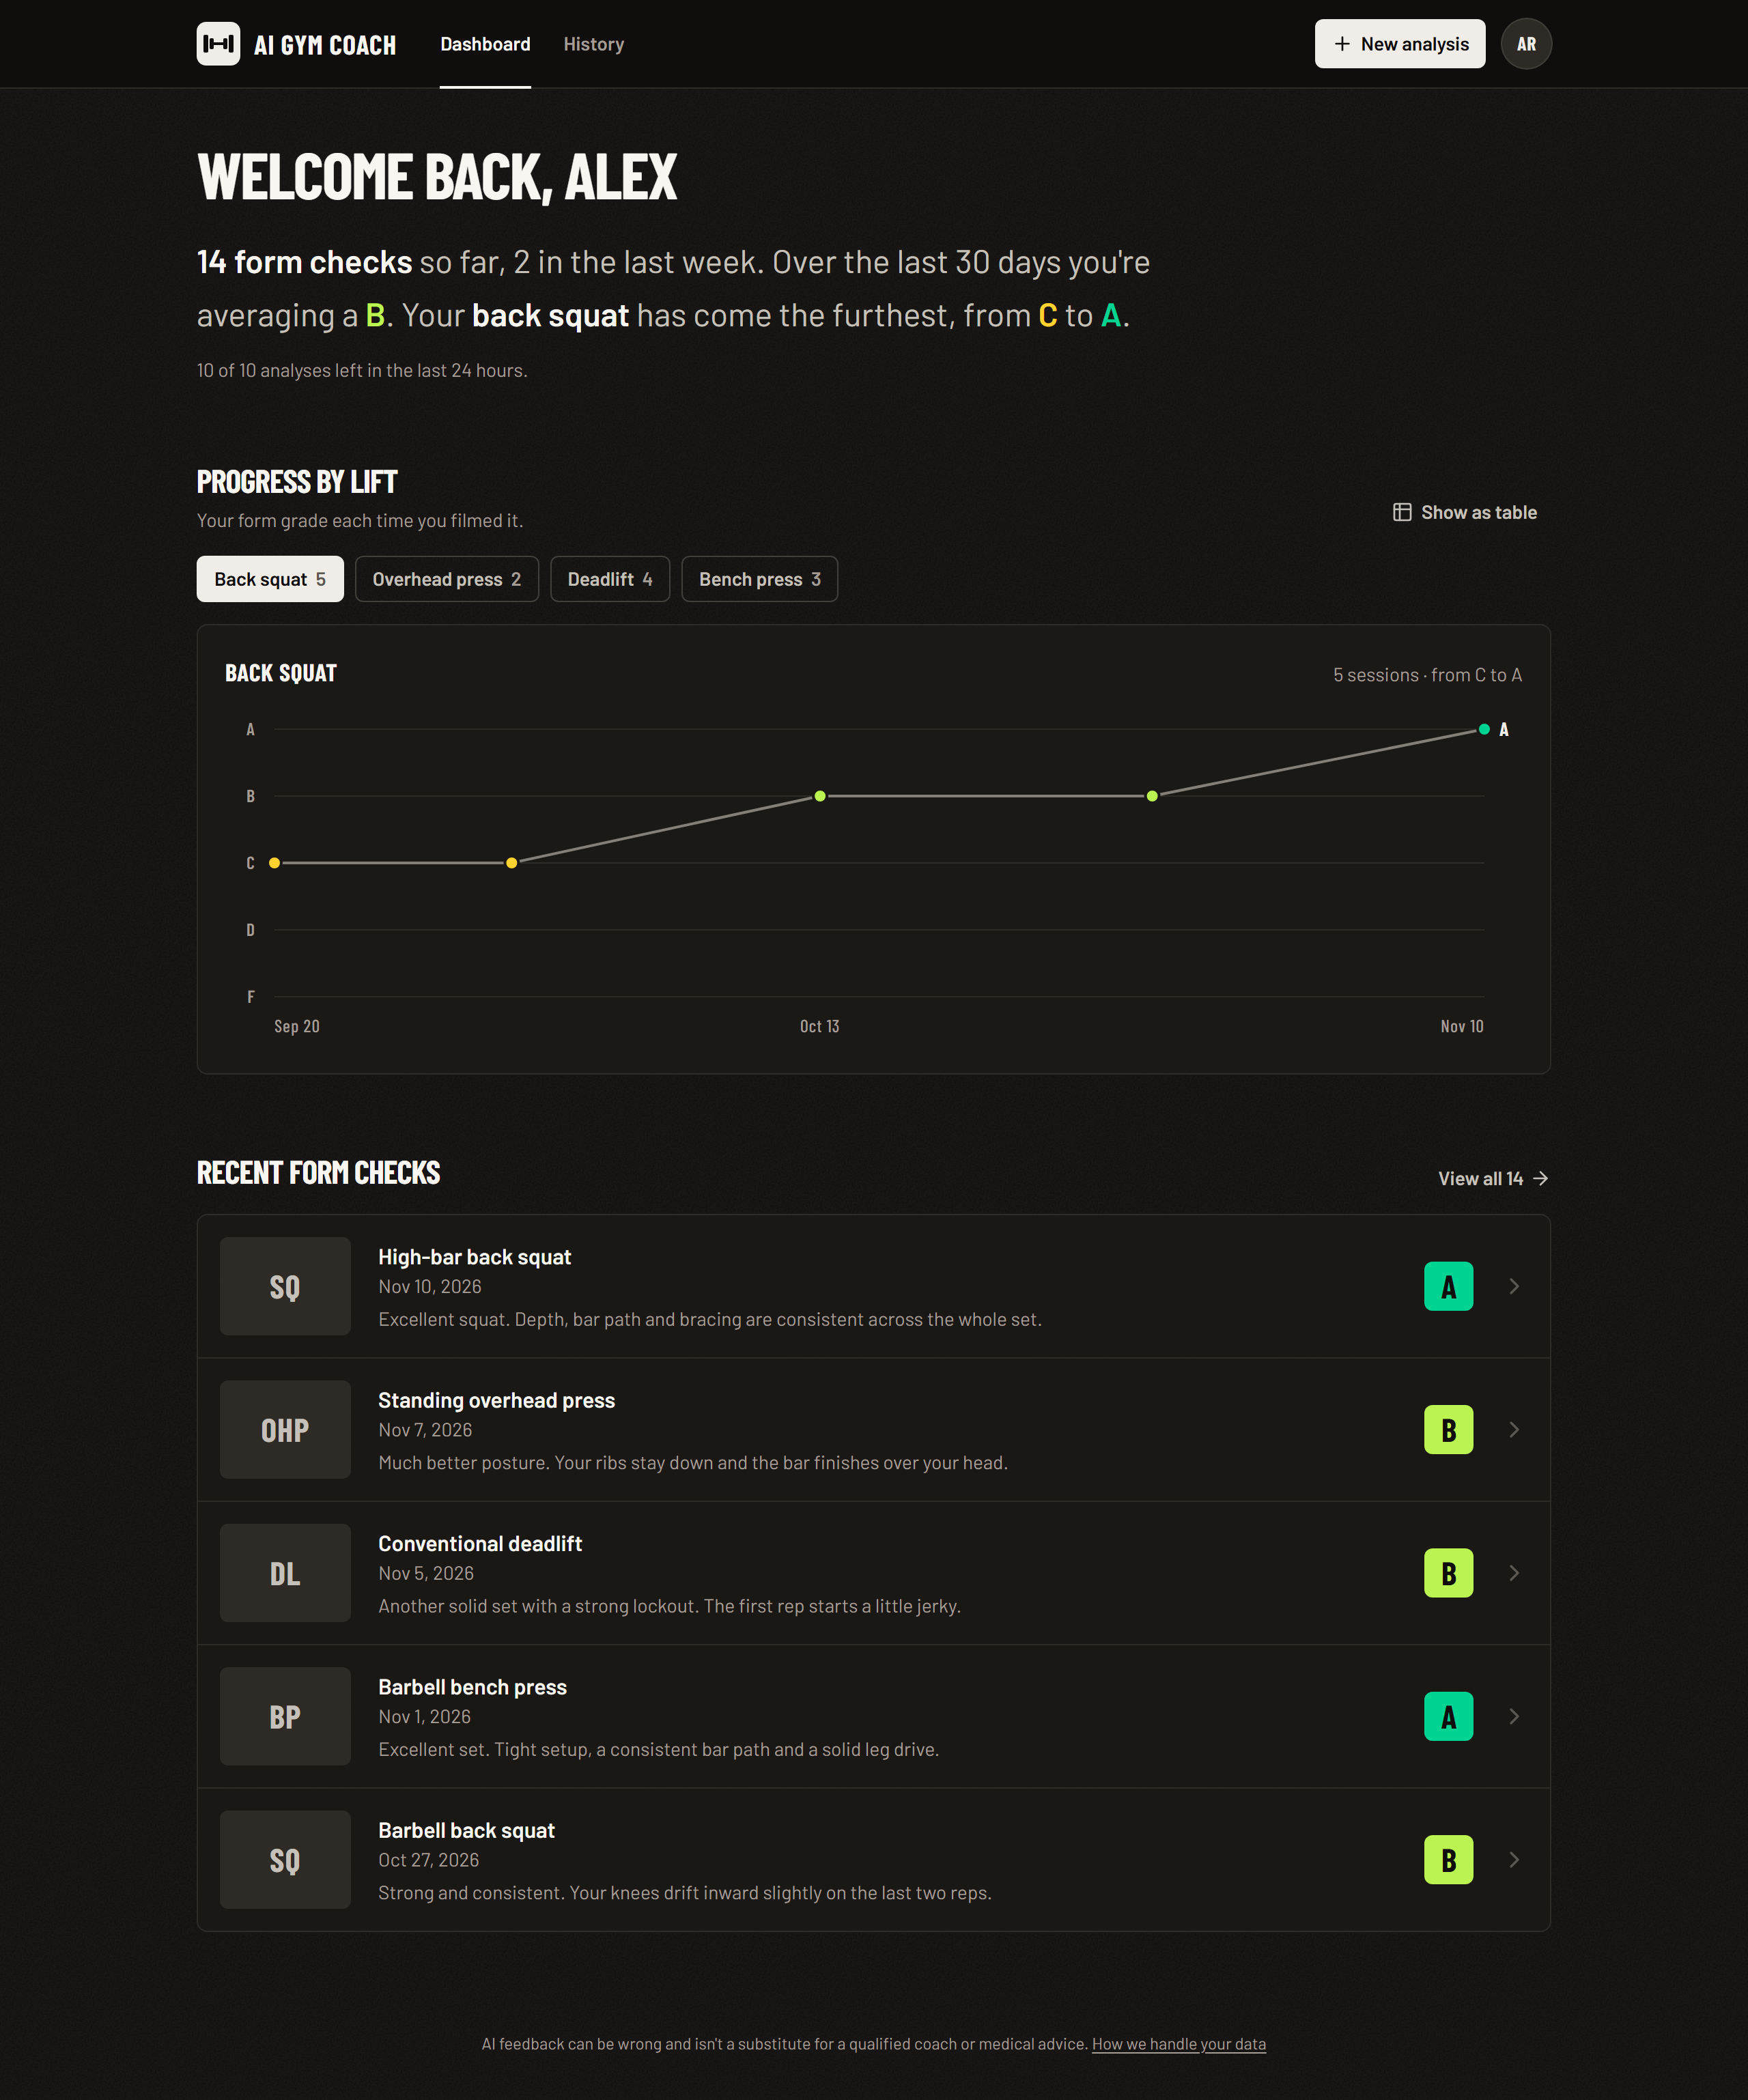 AI GYM COACH
Dashboard
History
New analysis
AR
WELCOME BACK, ALEX
14 form checks so far, 2 in the last week. Over the last 30 days you're
averaging a B. Your back squat has come the furthest, from C to A.
10 of 10 analyses left in the last 24 hours.
PROGRESS BY LIFT
Your form grade each time you filmed it.
Show as table
Back squat 5
Overhead press 2
Deadlift 4
Bench press 3
BACK SQUAT
5 sessions · from C to A
A
A
B
C
D
F
Sep 20
Oct 13
Nov 10
RECENT FORM CHECKS
View all 14
SQ
High-bar back squat
Nov 10, 2026
Excellent squat. Depth, bar path and bracing are consistent across the whole set.
A
OHP
Standing overhead press
Nov 7, 2026
Much better posture. Your ribs stay down and the bar finishes over your head.
B
DL
Conventional deadlift
Nov 5, 2026
Another solid set with a strong lockout. The first rep starts a little jerky.
B
BP
Barbell bench press
Nov 1, 2026
Excellent set. Tight setup, a consistent bar path and a solid leg drive.
A
SQ
Barbell back squat
Oct 27, 2026
Strong and consistent. Your knees drift inward slightly on the last two reps.
B
AI feedback can be wrong and isn't a substitute for a qualified coach or medical advice. How we handle your data